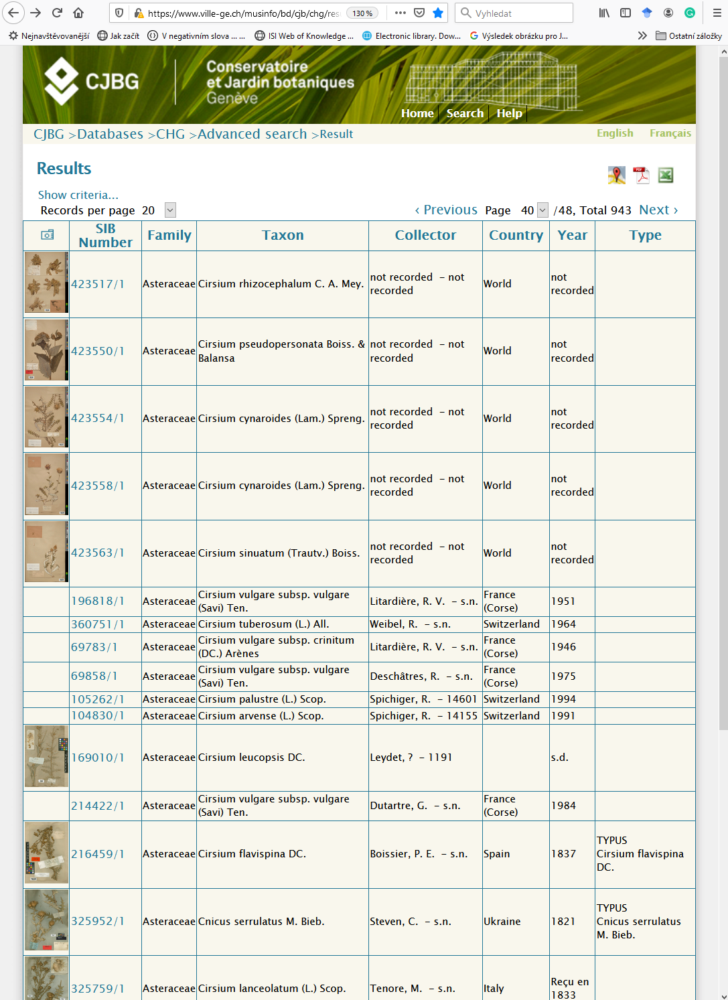 https://www.ville-ge.ch/musinfo/bd/cjb/chg/res
130 %
Vyhledat
Nejnavštěvovanější
Jak začít
V negativním slova ... ...
ISI Web of Knowledge ...
Electronic library. Dow...
Výsledek obrázku pro J...
Ostatní záložky
CJBG
Conservatoire
et Jardin botaniques
Genève
Home
Search
Help
CJBG >Databases >CHG >Advanced search >Result
English
Français
Results
Show criteria...
Records per page 20
‹ Previous Page 40 /48, Total 943 Next ›
SIB Number Family Taxon Collector Country Year Type
423517/1 Asteraceae Cirsium rhizocephalum C. A. Mey. not recorded - not recorded World not recorded
423550/1 Asteraceae Cirsium pseudopersonata Boiss. & Balansa not recorded - not recorded World not recorded
423554/1 Asteraceae Cirsium cynaroides (Lam.) Spreng. not recorded - not recorded World not recorded
423558/1 Asteraceae Cirsium cynaroides (Lam.) Spreng. not recorded - not recorded World not recorded
423563/1 Asteraceae Cirsium sinuatum (Trautv.) Boiss. not recorded - not recorded World not recorded
196818/1 Asteraceae Cirsium vulgare subsp. vulgare (Savi) Ten. Litardière, R. V. - s.n. France (Corse) 1951
360751/1 Asteraceae Cirsium tuberosum (L.) All. Weibel, R. - s.n. Switzerland 1964
69783/1 Asteraceae Cirsium vulgare subsp. crinitum (DC.) Arènes Litardière, R. V. - s.n. France (Corse) 1946
69858/1 Asteraceae Cirsium vulgare subsp. vulgare (Savi) Ten. Deschâtres, R. - s.n. France (Corse) 1975
105262/1 Asteraceae Cirsium palustre (L.) Scop. Spichiger, R. - 14601 Switzerland 1994
104830/1 Asteraceae Cirsium arvense (L.) Scop. Spichiger, R. - 14155 Switzerland 1991
169010/1 Asteraceae Cirsium leucopsis DC. Leydet, ? - 1191 s.d.
214422/1 Asteraceae Cirsium vulgare subsp. vulgare (Savi) Ten. Dutartre, G. - s.n. France (Corse) 1984
216459/1 Asteraceae Cirsium flavispina DC. Boissier, P. E. - s.n. Spain 1837 TYPUS Cirsium flavispina DC.
325952/1 Asteraceae Cnicus serrulatus M. Bieb. Steven, C. - s.n. Ukraine 1821 TYPUS Cnicus serrulatus M. Bieb.
325759/1 Asteraceae Cirsium lanceolatum (L.) Scop. Tenore, M. - s.n. Italy Reçu en 1833